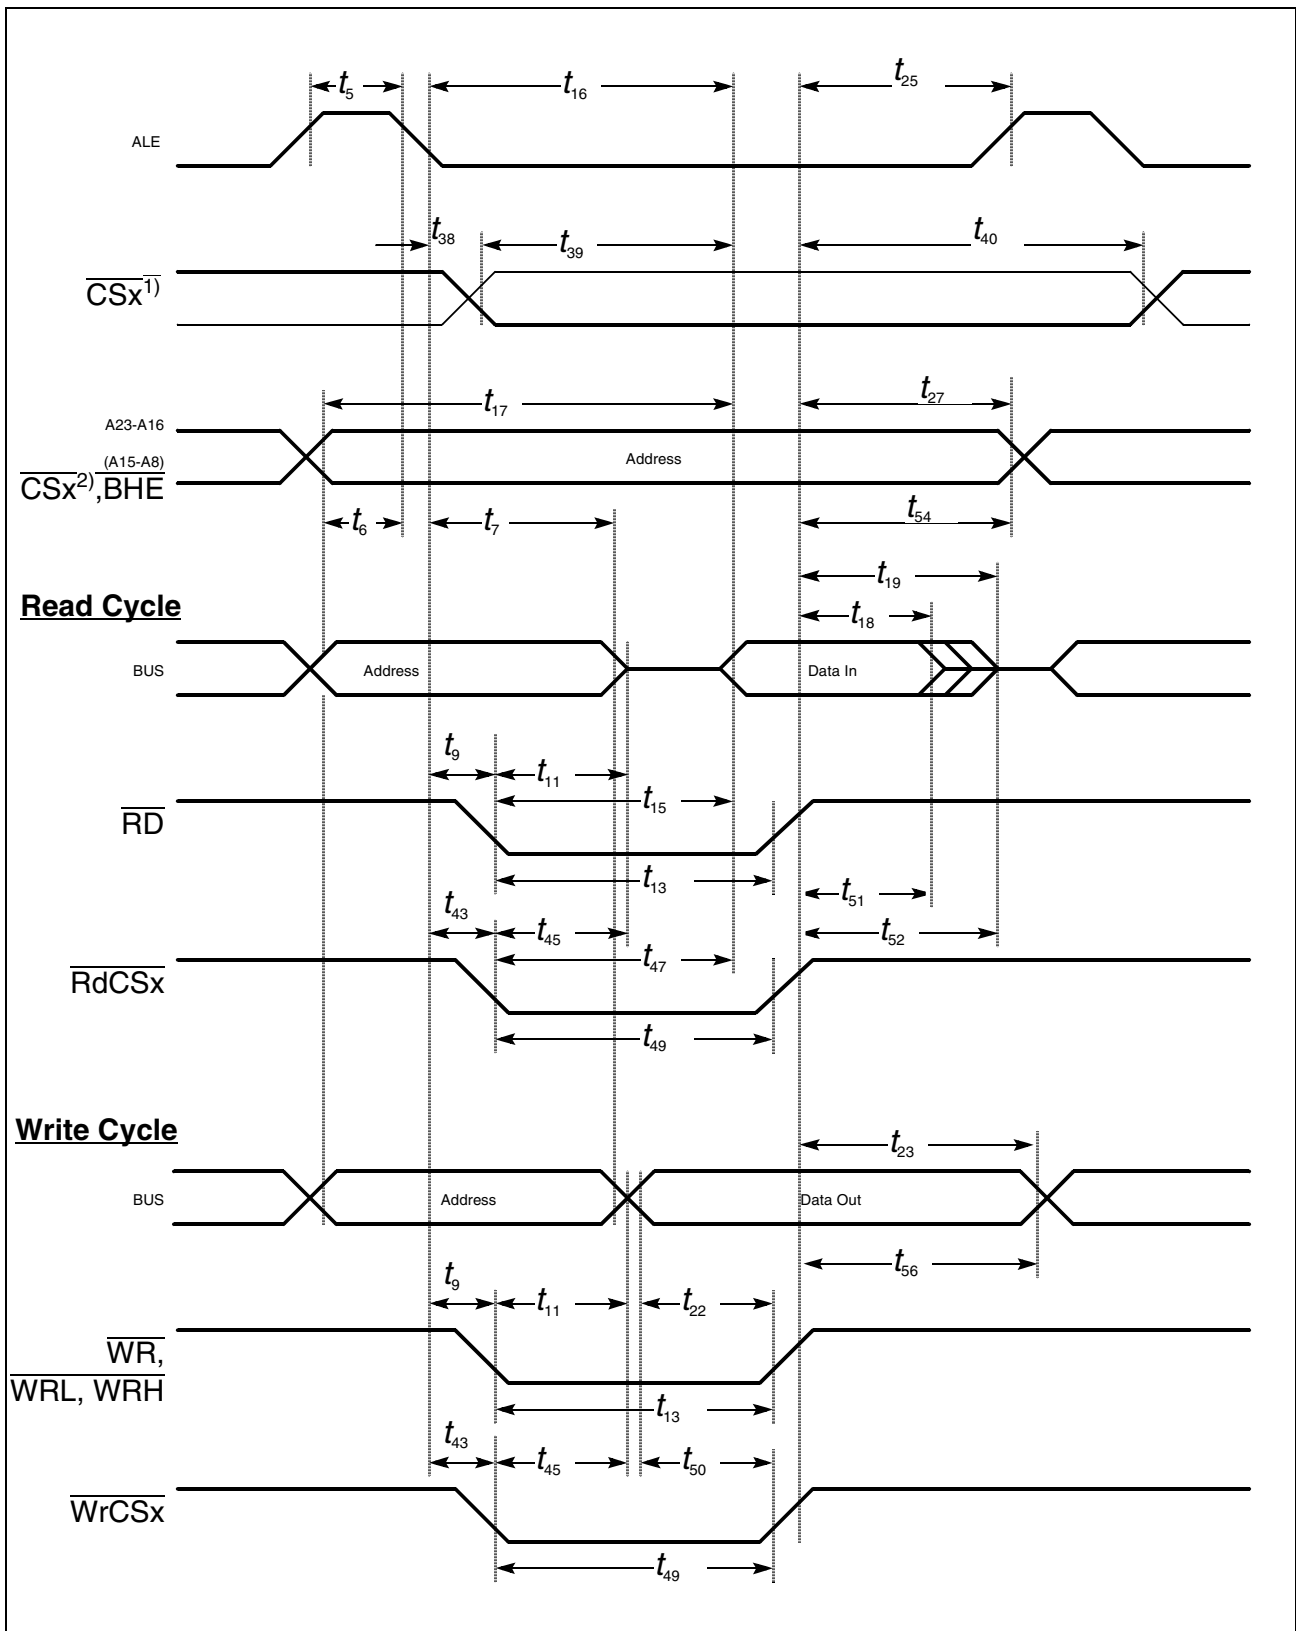 t5 t16 t25
ALE
t38 t39 t40
CSx1)
t17 t27
A23-A16
(A15-A8)
CSx2),BHE
Address
t6 t7 t54
t19
Read Cycle
t18
BUS Address Data In
t9 t11
t15
RD
t13 t51
t43 t45 t52
t47
RdCSx
t49
Write Cycle
t23
BUS Address Data Out
t56
t9 t11 t22
WR,
WRL, WRH
t13
t43 t45 t50
WrCSx
t49